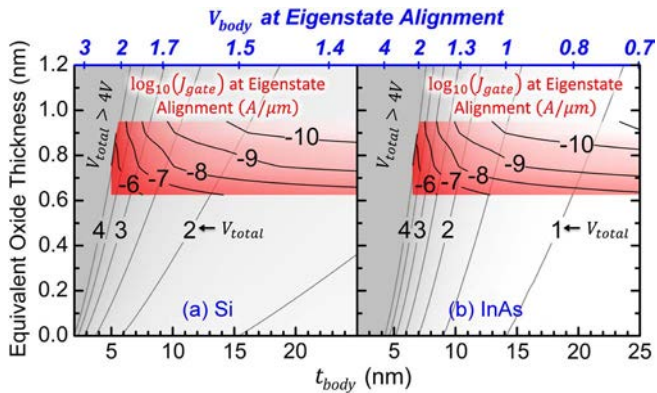 V_body at Eigenstate Alignment
3 2 1.7 1.5 1.4 4 2 1.3 1 0.8 0.7
Equivalent Oxide Thickness (nm)
1.2
1.0
0.8
0.6
0.4
0.2
0.0
V_total > 4V
log10(J_gate) at Eigenstate
Alignment (A/μm)
-10
-9
-8
-7
-6
4 3 2 ← V_total
(a) Si
V_total > 4V
log10(J_gate) at Eigenstate
Alignment (A/μm)
-10
-9
-8
-7
-6
4 3 2 1 ← V_total
(b) InAs
5 10 15 20 5 10 15 20 25
t_body (nm)